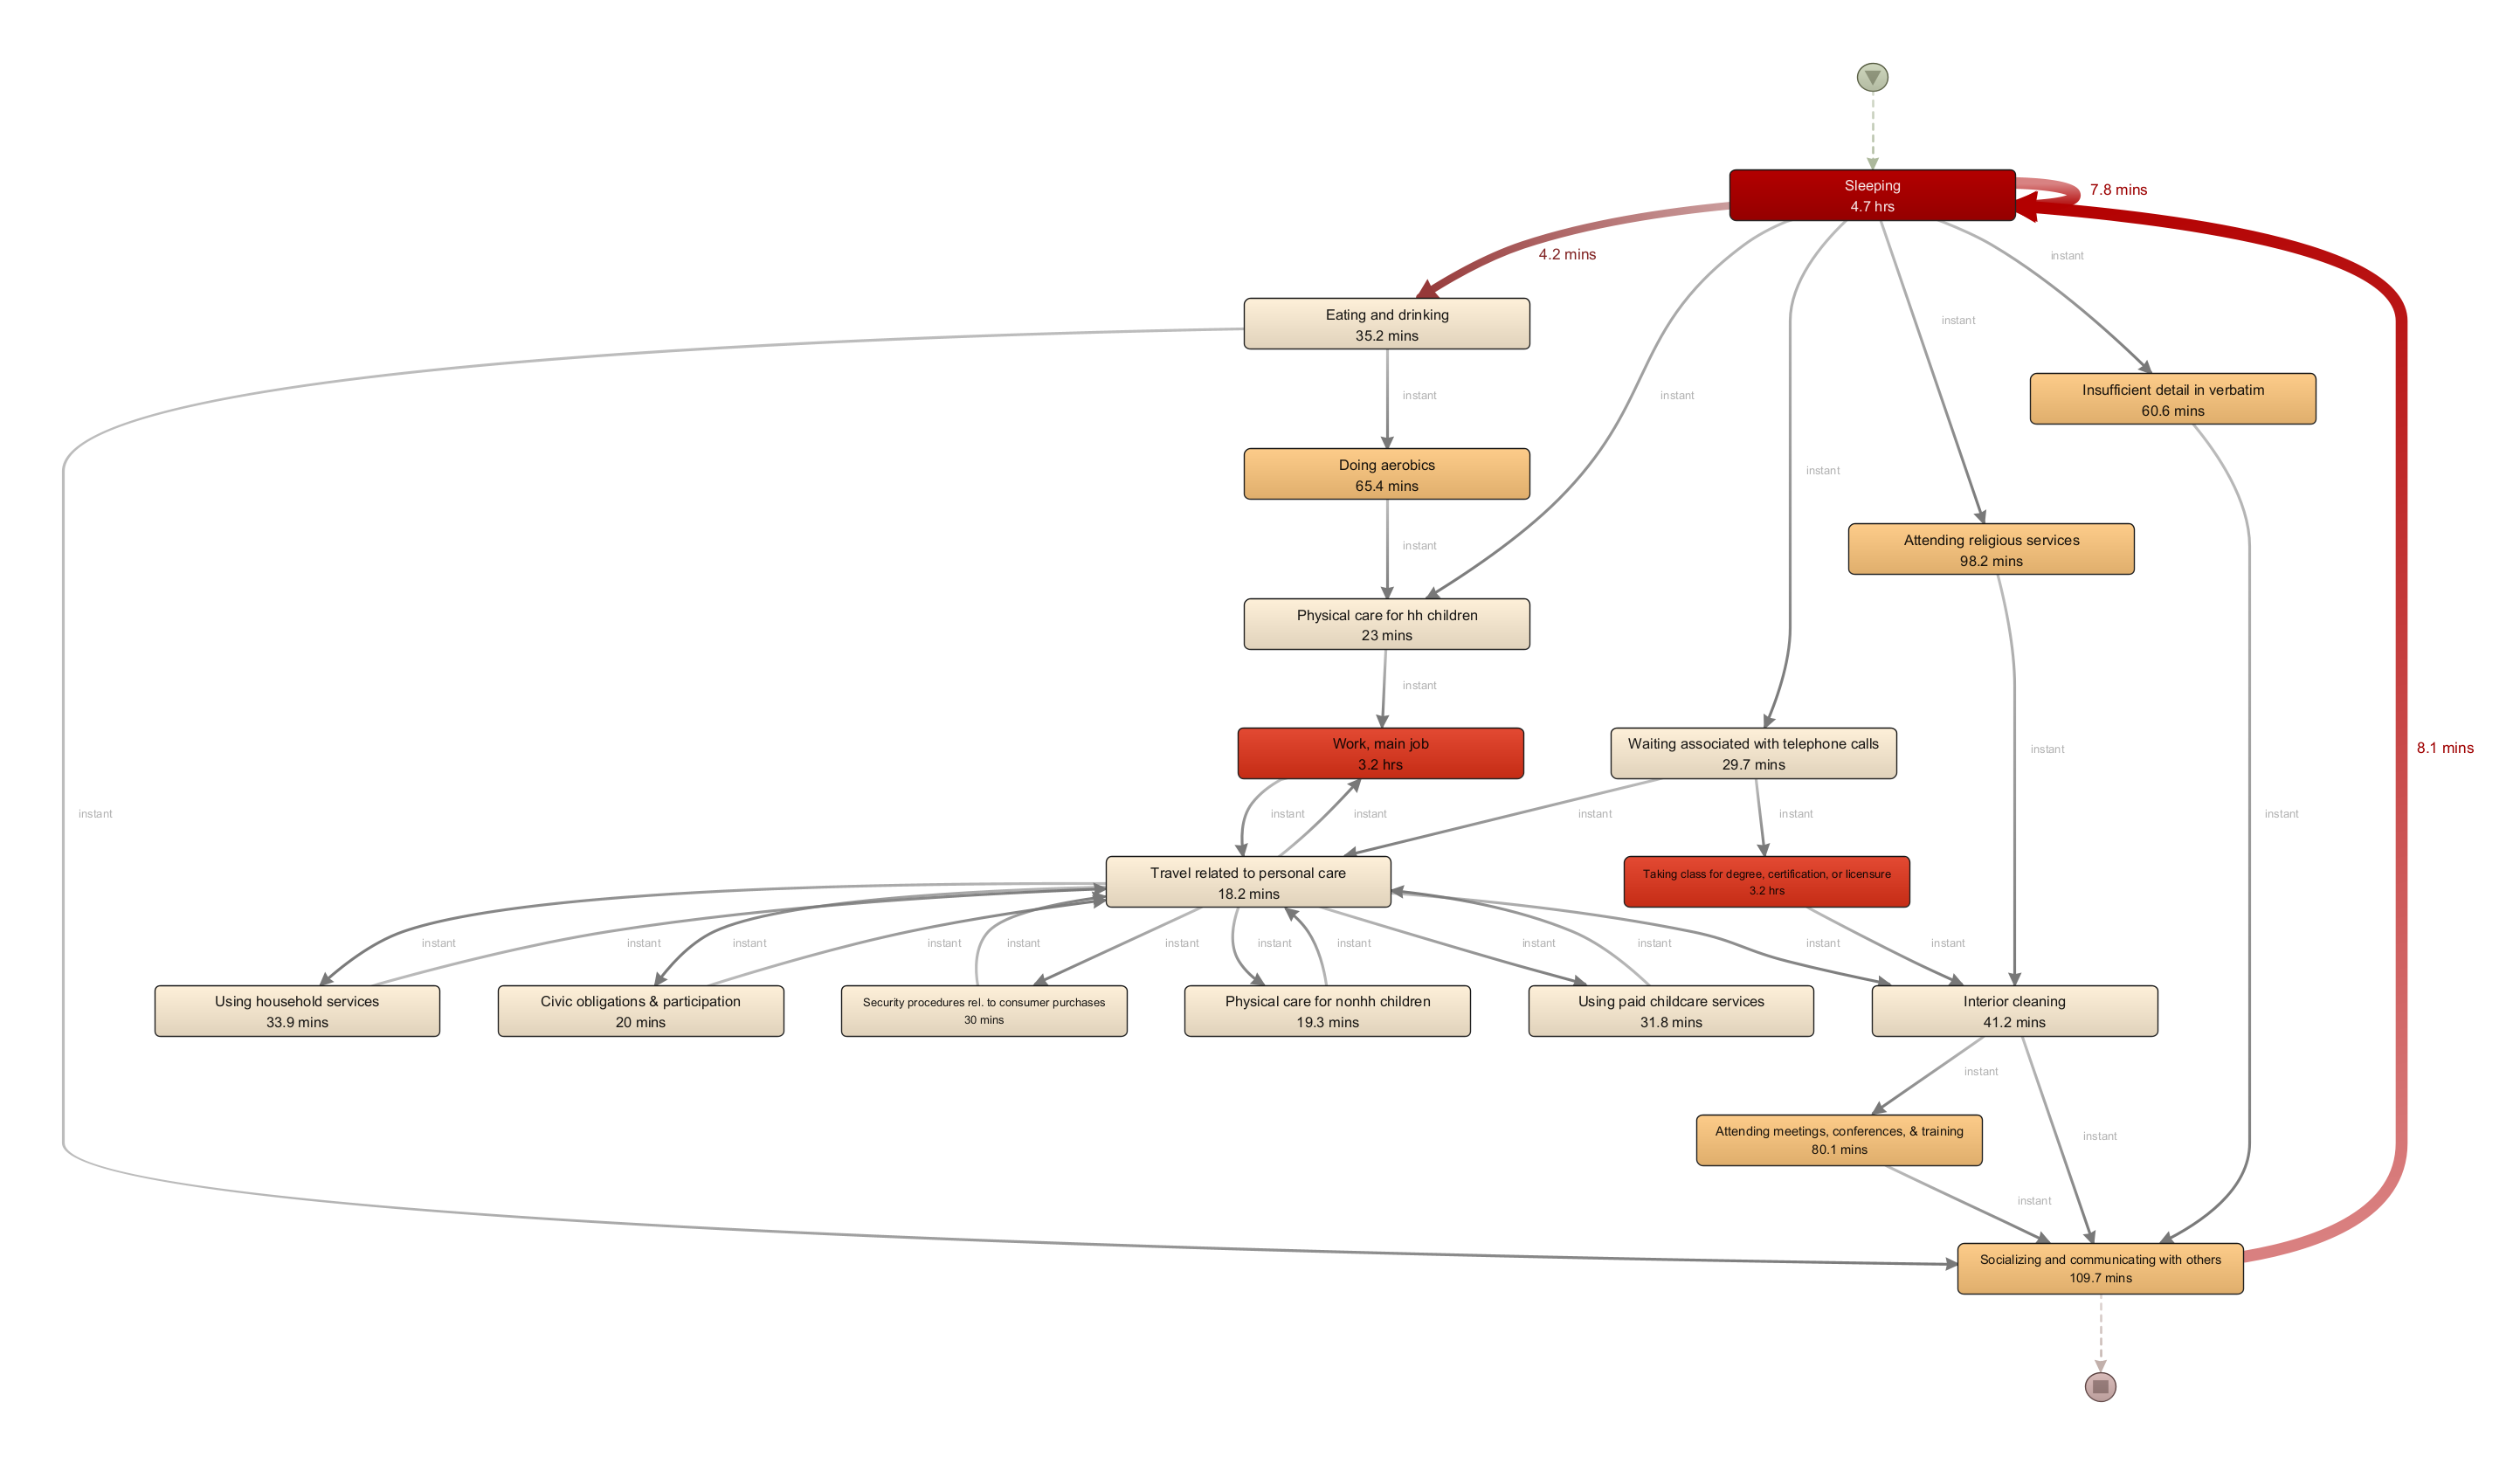 Sleeping
4.7 hrs
7.8 mins
4.2 mins
instant
Eating and drinking
35.2 mins
instant
Insufficient detail in verbatim
60.6 mins
instant
instant
Doing aerobics
65.4 mins
instant
Attending religious services
98.2 mins
instant
Physical care for hh children
23 mins
instant
Work, main job
3.2 hrs
Waiting associated with telephone calls
29.7 mins
instant
8.1 mins
instant
instant
instant
instant
instant
instant
Travel related to personal care
18.2 mins
Taking class for degree, certification, or licensure
3.2 hrs
instant
instant
instant
instant
instant
instant
instant
instant
instant
instant
instant
instant
Using household services
33.9 mins
Civic obligations & participation
20 mins
Security procedures rel. to consumer purchases
30 mins
Physical care for nonhh children
19.3 mins
Using paid childcare services
31.8 mins
Interior cleaning
41.2 mins
instant
Attending meetings, conferences, & training
80.1 mins
instant
instant
Socializing and communicating with others
109.7 mins